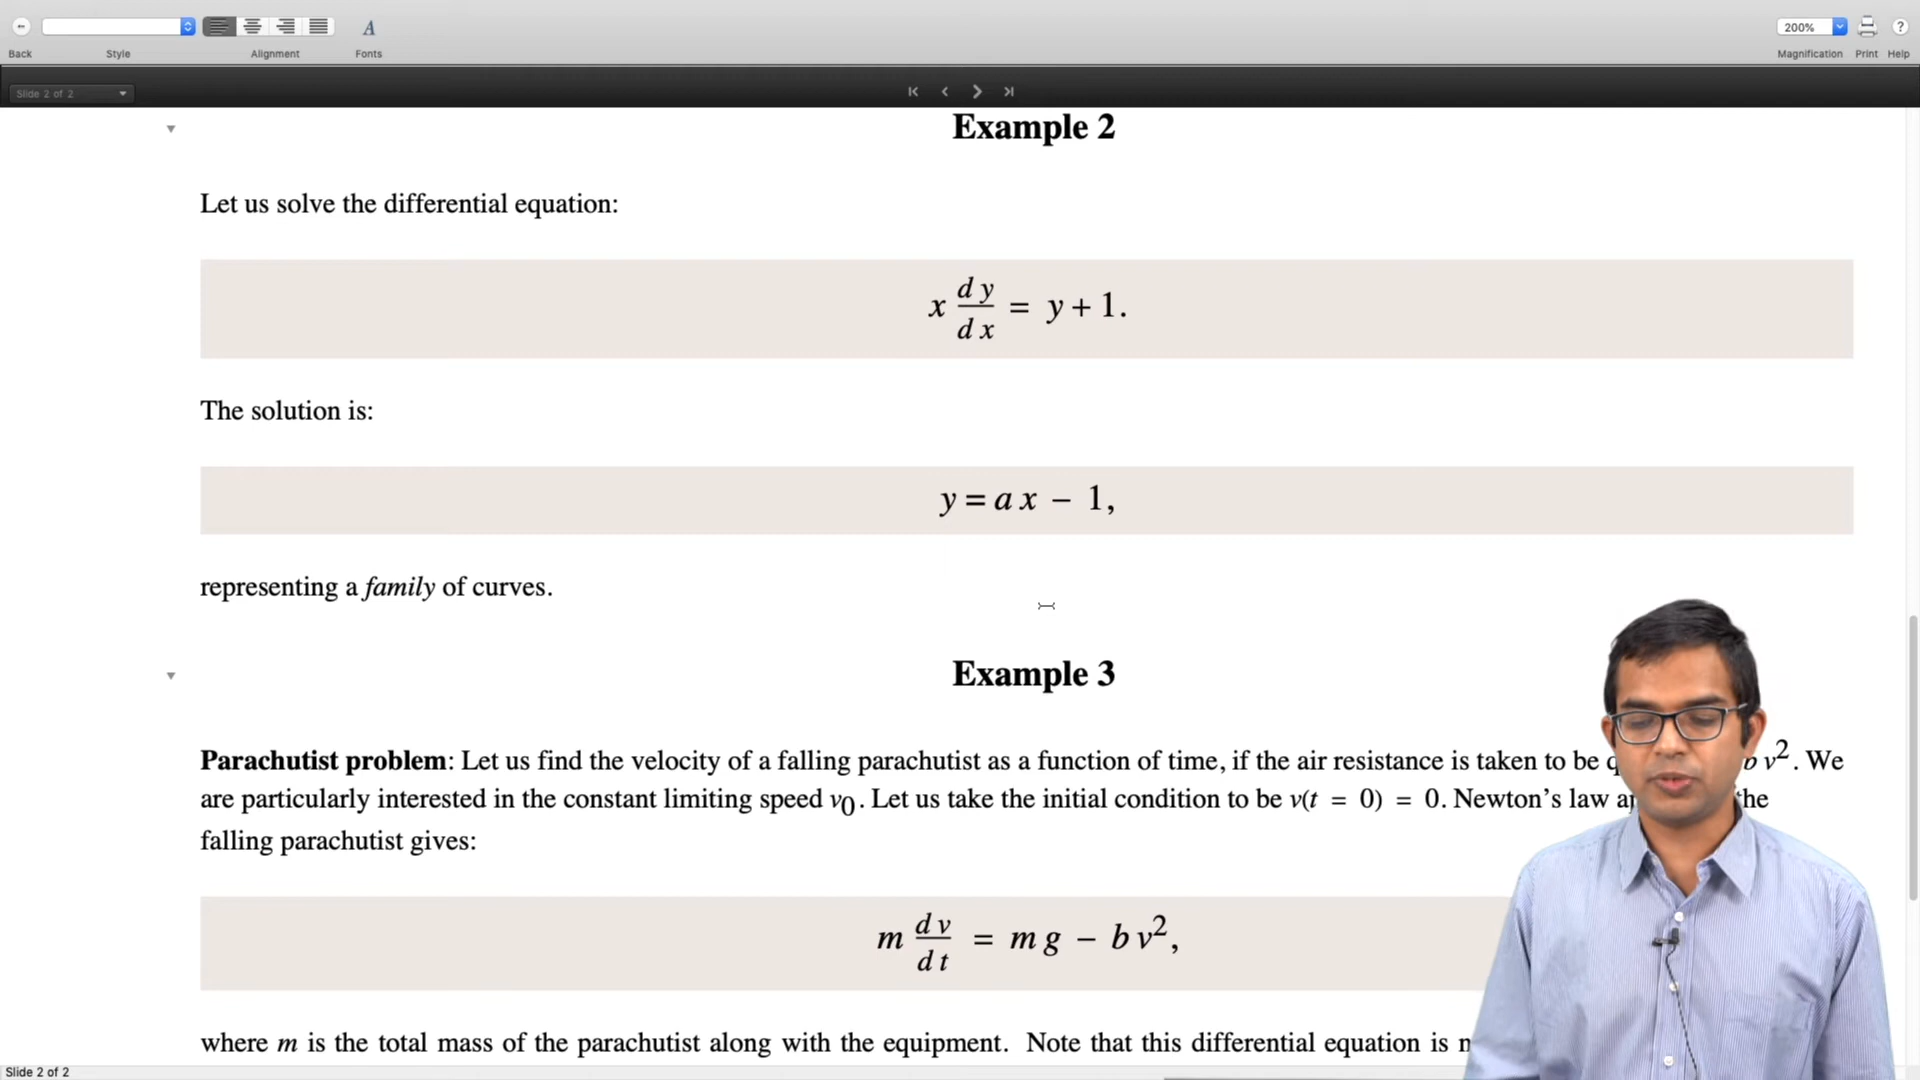 200%
Back Style Alignment Fonts Magnification Print Help
Slide 2 of 2
Example 2
Let us solve the differential equation:
x dy/dx = y + 1.
The solution is:
y = a x − 1,
representing a family of curves.
Example 3
Parachutist problem: Let us find the velocity of a falling parachutist as a function of time, if the air resistance is taken to be b v². We
are particularly interested in the constant limiting speed v₀. Let us take the initial condition to be v(t = 0) = 0. Newton's law
falling parachutist gives:
m dv/dt = m g − b v²,
where m is the total mass of the parachutist along with the equipment. Note that this differential equation is
Slide 2 of 2